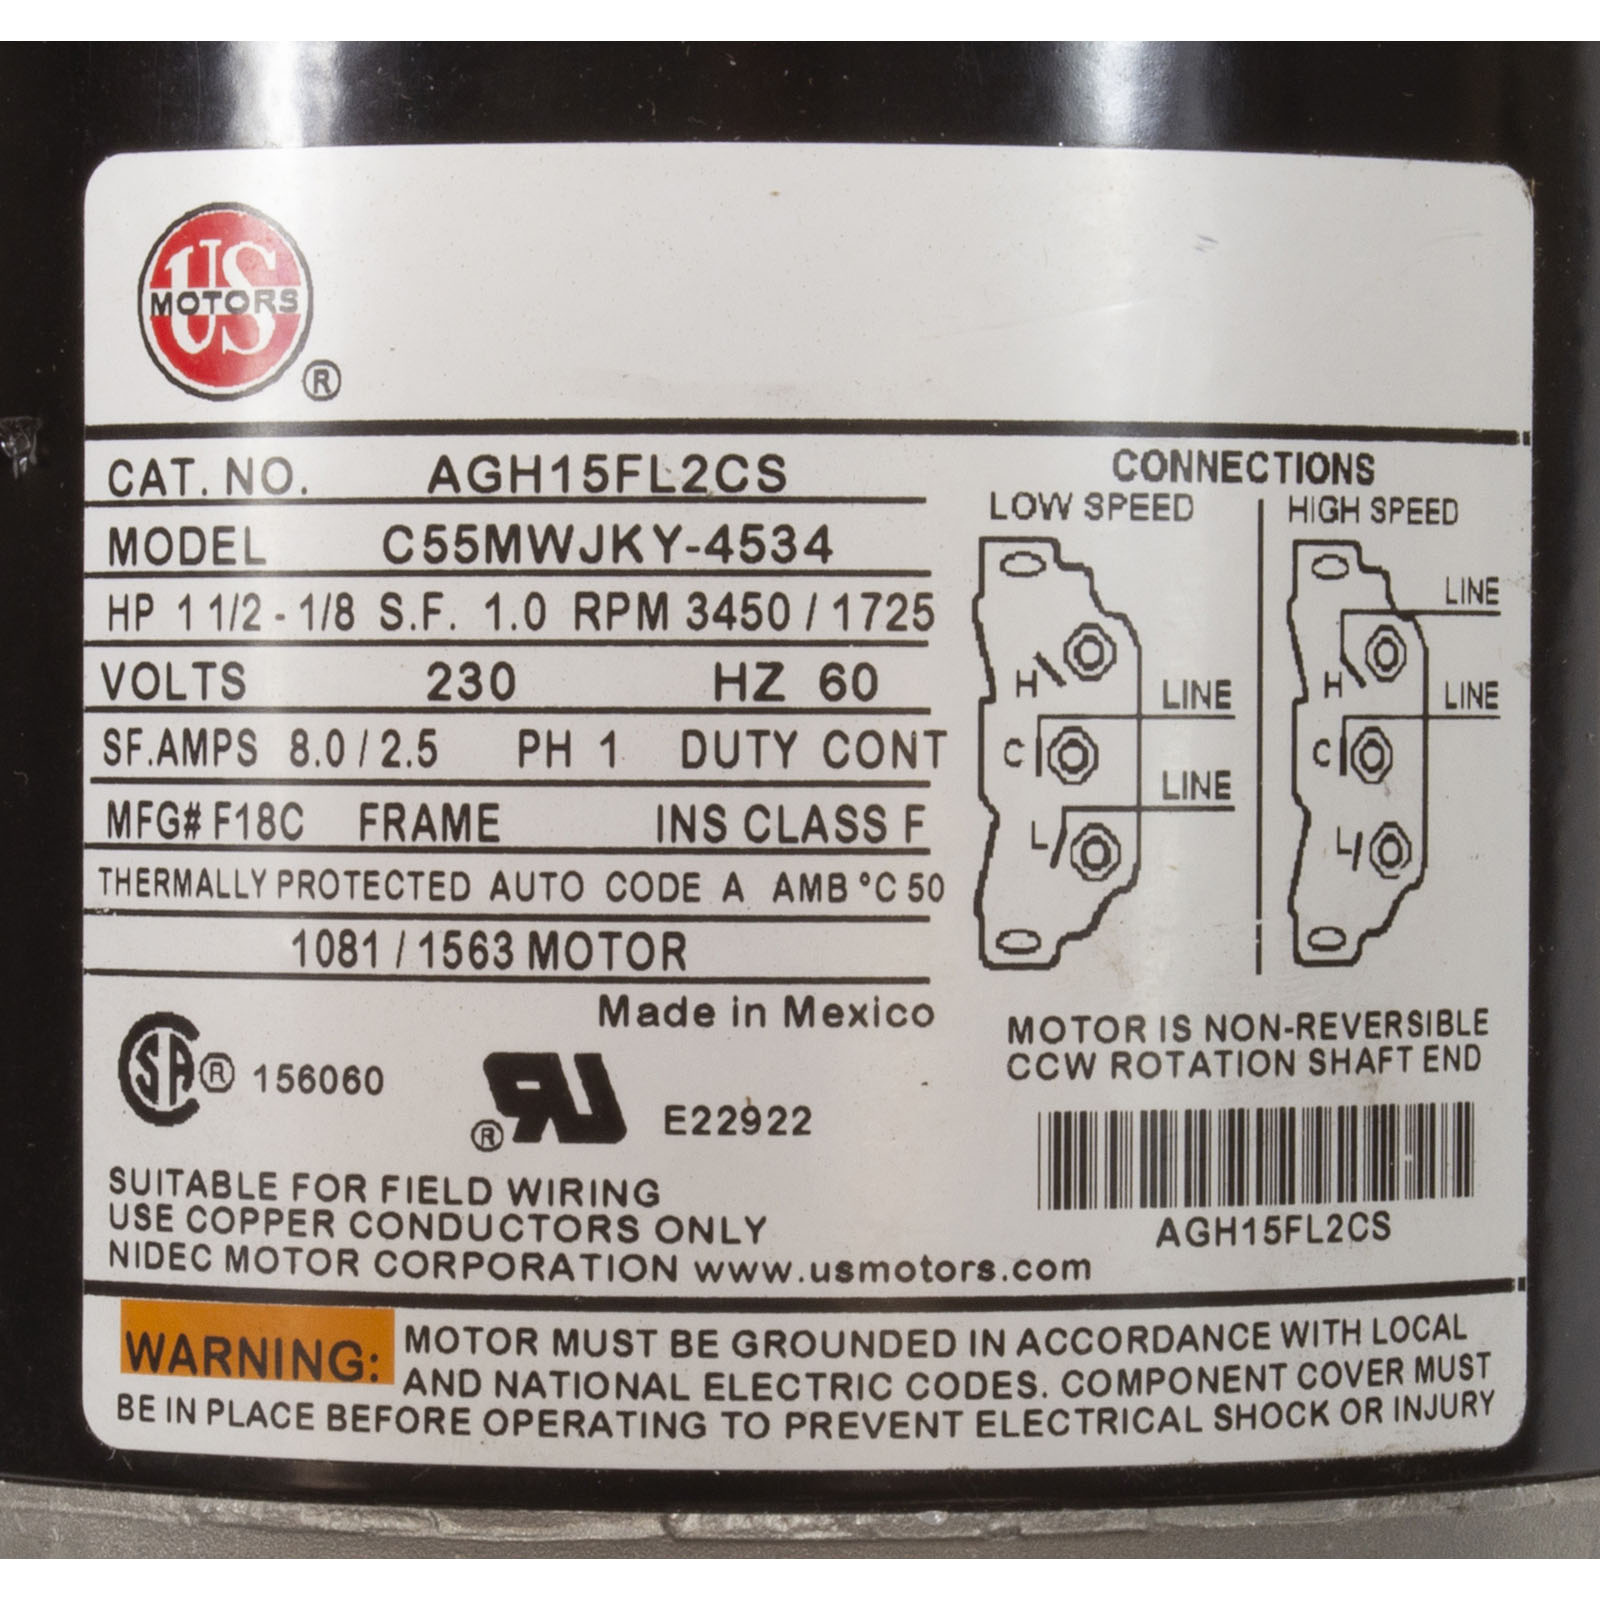 US
MOTORS
®
CAT. NO. AGH15FL2CS
MODEL C55MWJKY-4534
HP 1 1/2 - 1/8 S.F. 1.0 RPM 3450 / 1725
VOLTS 230 HZ 60
SF.AMPS 8.0 / 2.5 PH 1 DUTY CONT
MFG# F18C FRAME INS CLASS F
THERMALLY PROTECTED AUTO CODE A AMB °C 50
1081 / 1563 MOTOR
Made in Mexico
CONNECTIONS
LOW SPEED
H
C
L
LINE
LINE
HIGH SPEED
LINE
H
LINE
C
L
MOTOR IS NON-REVERSIBLE
CCW ROTATION SHAFT END
AGH15FL2CS
SA ® 156060
® RU E22922
SUITABLE FOR FIELD WIRING
USE COPPER CONDUCTORS ONLY
NIDEC MOTOR CORPORATION www.usmotors.com
WARNING: MOTOR MUST BE GROUNDED IN ACCORDANCE WITH LOCAL
AND NATIONAL ELECTRIC CODES. COMPONENT COVER MUST
BE IN PLACE BEFORE OPERATING TO PREVENT ELECTRICAL SHOCK OR INJURY